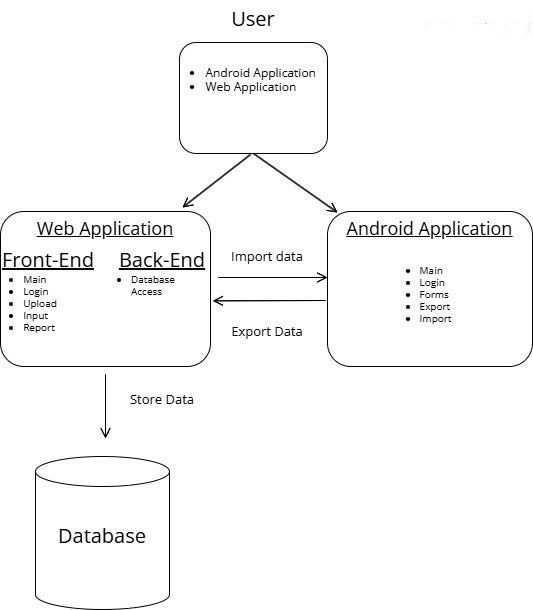 User
Android Application
Web Application
Web Application
Front-End
Main
Login
Upload
Input
Report
Back-End
Database
Access
Import data
Export Data
Android Application
Main
Login
Forms
Export
Import
Store Data
Database